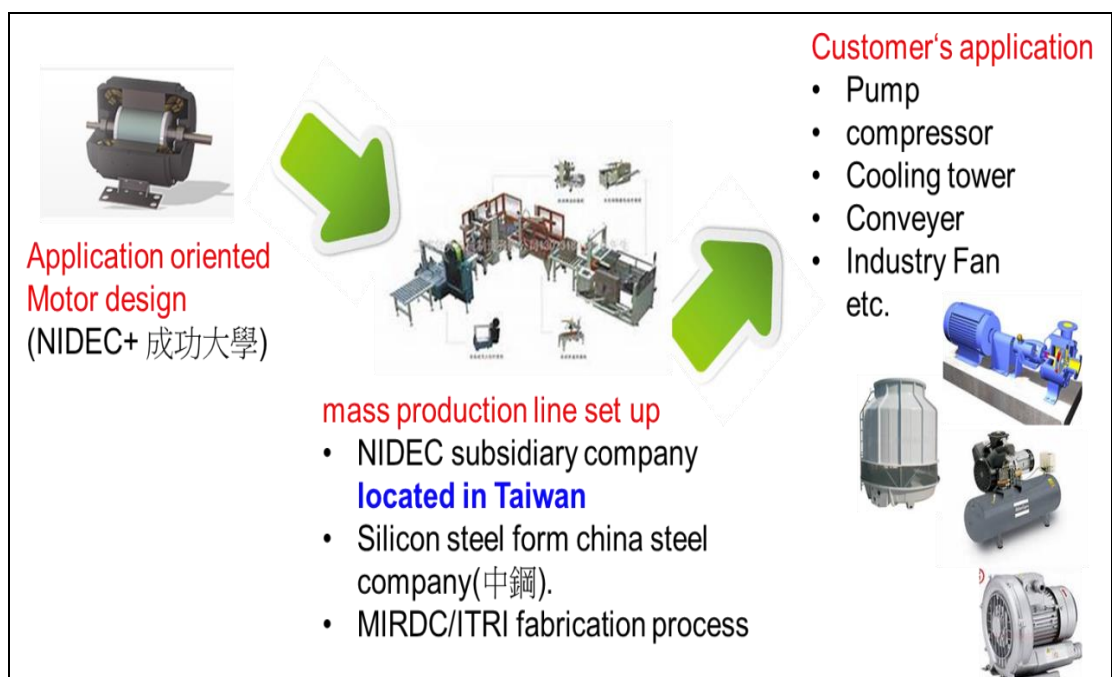 Application oriented
Motor design
(NIDEC+ 成功大學)
mass production line set up
• NIDEC subsidiary company
located in Taiwan
• Silicon steel form china steel
company(中鋼).
• MIRDC/ITRI fabrication process
Customer‘s application
• Pump
• compressor
• Cooling tower
• Conveyer
• Industry Fan
etc.